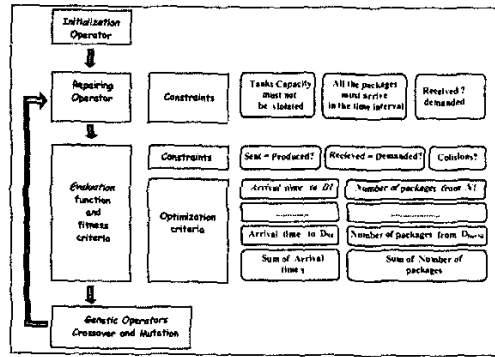 Initialization
Operator
Repairing
Operator
Constraints
Tanks Capacity
must not
be violated
All the packages
must arrive
in the time interval
Received ?
demanded
Evaluation
function
and
fitness
criteria
Constraints
Sent = Produced?
Recieved = Demanded?
Colisions?
Optimization
criteria
Arrival time to D1
Number of packages from N1
Arrival time to
Number of packages from
Sum of Arrival
time s
Sum of Number of
packages
Genetic Operators
Crossover and Mutation